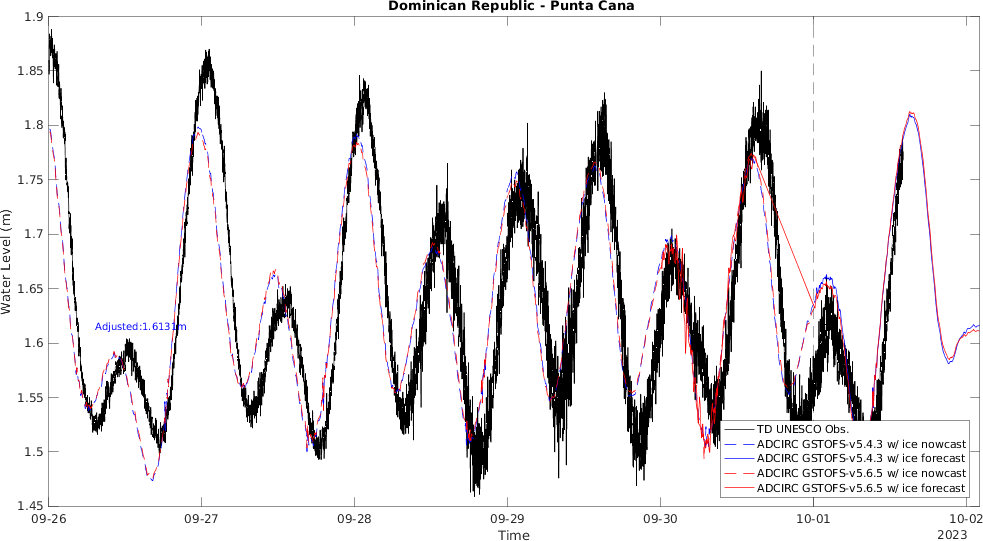 Dominican Republic - Punta Cana
1.9
1.85
1.8
1.75
1.7
1.65
1.6
1.55
1.5
1.45
Water Level (m)
Adjusted:1.6131m
TD UNESCO Obs.
ADCIRC GSTOFS-v5.4.3 w/ ice nowcast
ADCIRC GSTOFS-v5.4.3 w/ ice forecast
ADCIRC GSTOFS-v5.6.5 w/ ice nowcast
ADCIRC GSTOFS-v5.6.5 w/ ice forecast
09-26 09-27 09-28 09-29 09-30 10-01 10-02
Time
2023